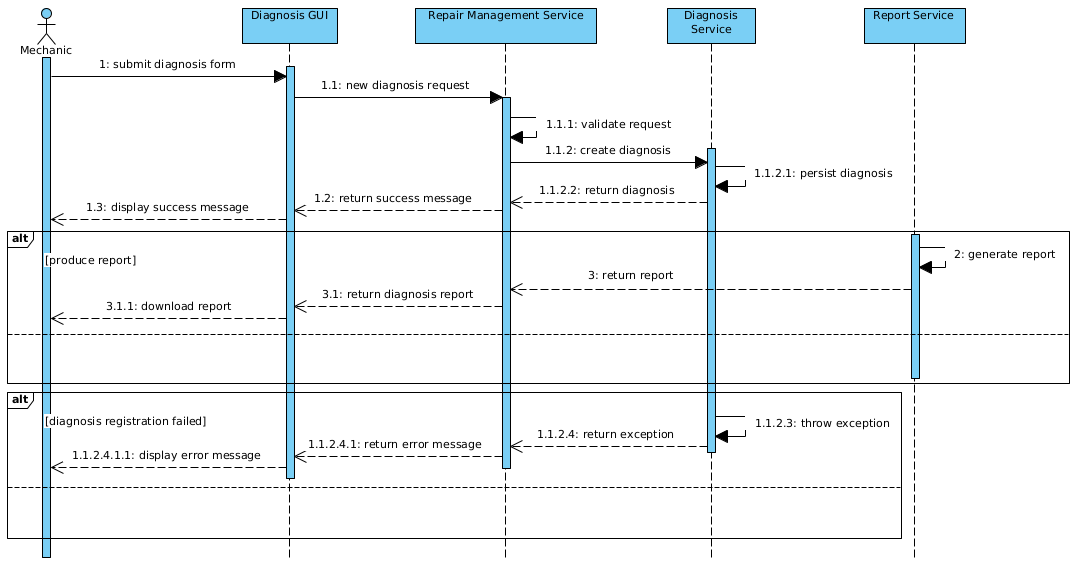 Diagnosis GUI
Repair Management Service
Diagnosis
Service
Report Service
Mechanic
1: submit diagnosis form
1.1: new diagnosis request
1.1.1: validate request
1.1.2: create diagnosis
1.1.2.1: persist diagnosis
1.1.2.2: return diagnosis
1.2: return success message
1.3: display success message
alt
[produce report]
2: generate report
3: return report
3.1: return diagnosis report
3.1.1: download report
alt
[diagnosis registration failed]
1.1.2.3: throw exception
1.1.2.4: return exception
1.1.2.4.1: return error message
1.1.2.4.1.1: display error message